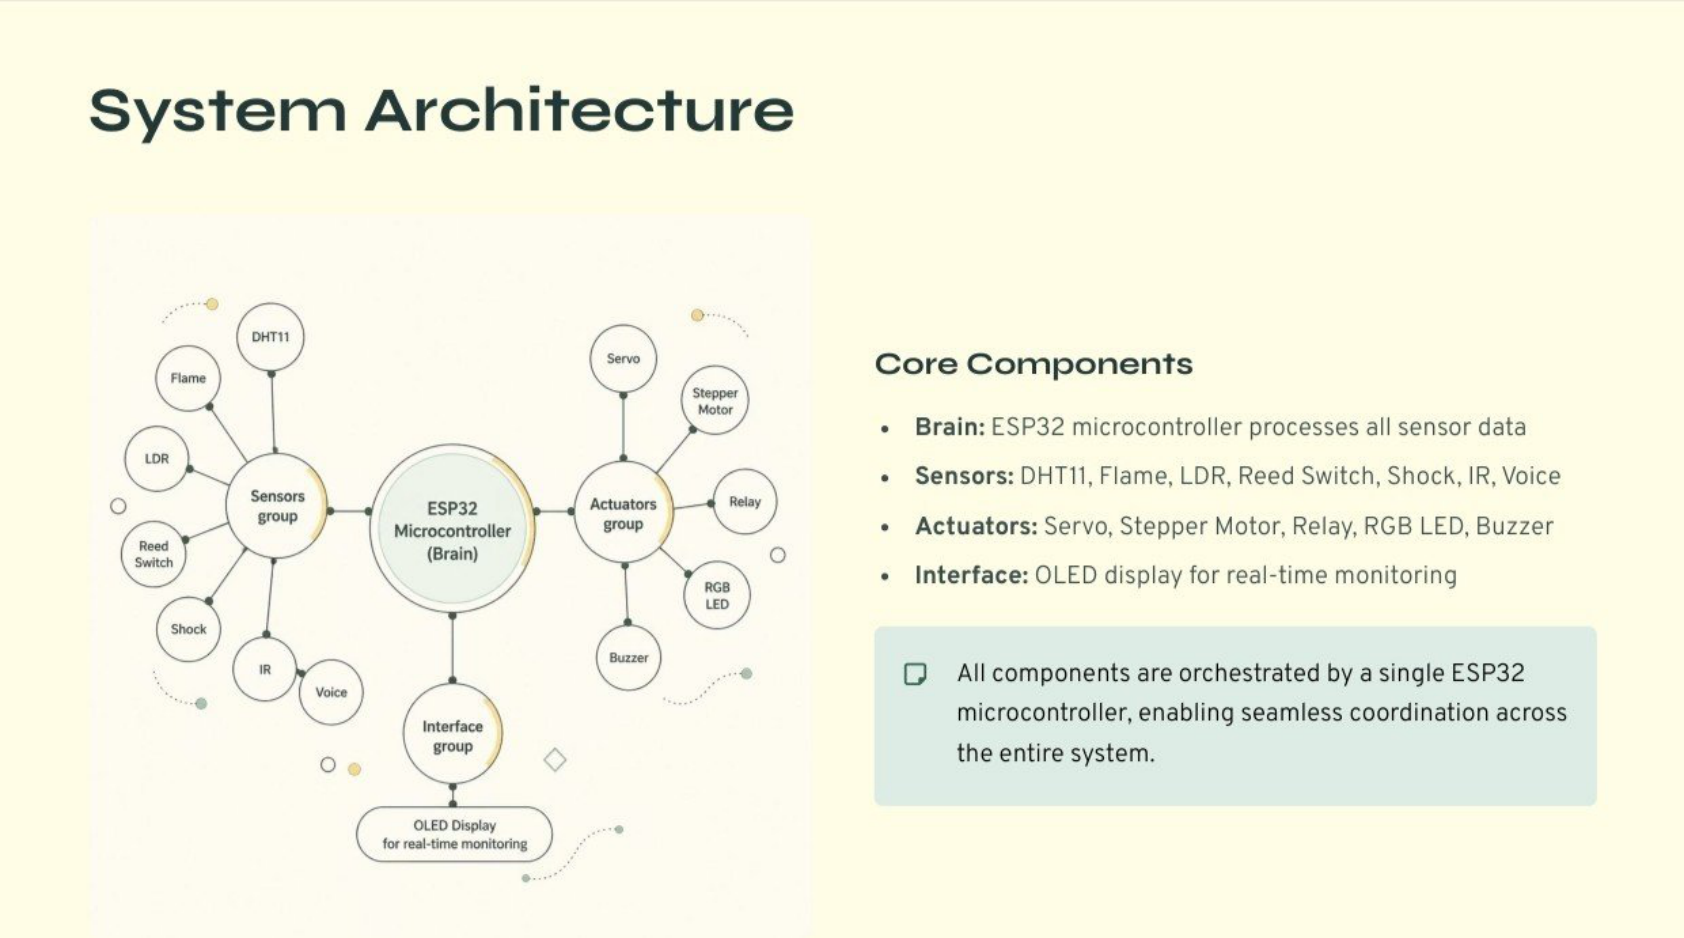 System Architecture
DHT11
Flame
LDR
Reed
Switch
Shock
IR
Voice
Sensors
group
ESP32
Microcontroller
(Brain)
Actuators
group
Servo
Stepper
Motor
Relay
RGB
LED
Buzzer
Interface
group
OLED Display
for real-time monitoring
Core Components
• Brain: ESP32 microcontroller processes all sensor data
• Sensors: DHT11, Flame, LDR, Reed Switch, Shock, IR, Voice
• Actuators: Servo, Stepper Motor, Relay, RGB LED, Buzzer
• Interface: OLED display for real-time monitoring
All components are orchestrated by a single ESP32
microcontroller, enabling seamless coordination across
the entire system.